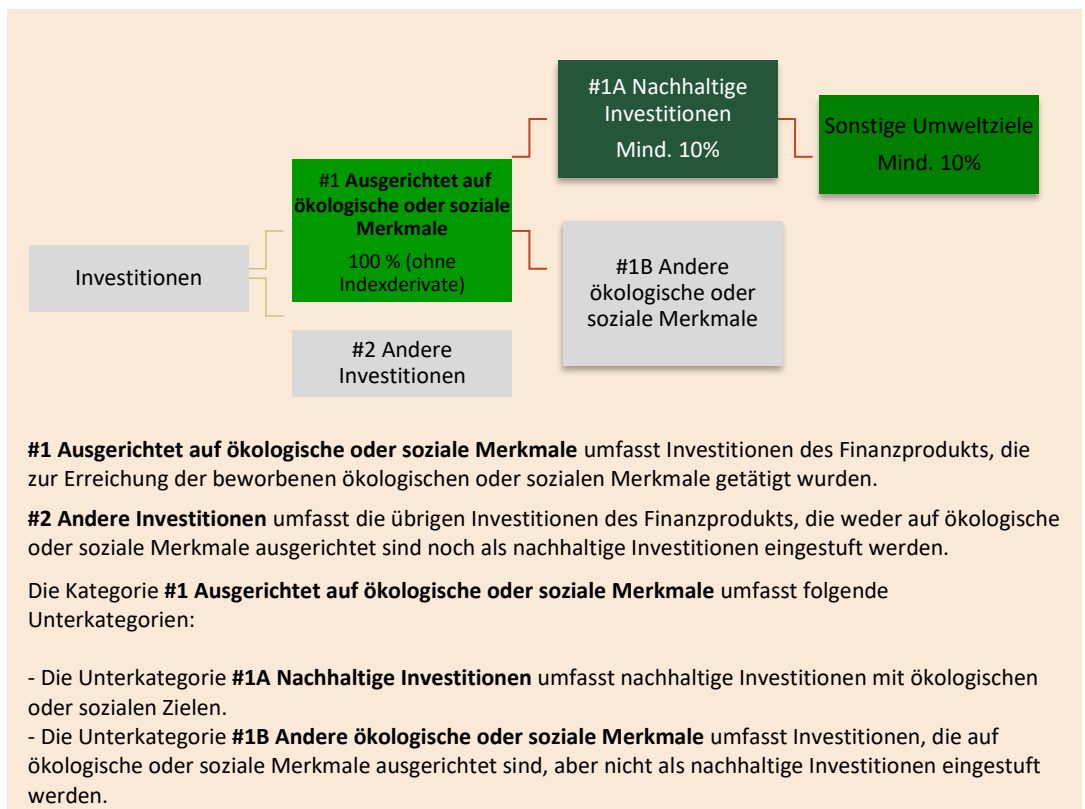 #1A Nachhaltige
Investitionen
Mind. 10%
Sonstige Umweltziele
Mind. 10%
#1 Ausgerichtet auf
ökologische oder soziale
Merkmale
100 % (ohne
Indexderivate)
Investitionen
#1B Andere
ökologische oder
soziale Merkmale
#2 Andere
Investitionen
#1 Ausgerichtet auf ökologische oder soziale Merkmale umfasst Investitionen des Finanzprodukts, die
zur Erreichung der beworbenen ökologischen oder sozialen Merkmale getätigt wurden.
#2 Andere Investitionen umfasst die übrigen Investitionen des Finanzprodukts, die weder auf ökologische
oder soziale Merkmale ausgerichtet sind noch als nachhaltige Investitionen eingestuft werden.
Die Kategorie #1 Ausgerichtet auf ökologische oder soziale Merkmale umfasst folgende
Unterkategorien:
- Die Unterkategorie #1A Nachhaltige Investitionen umfasst nachhaltige Investitionen mit ökologischen
oder sozialen Zielen.
- Die Unterkategorie #1B Andere ökologische oder soziale Merkmale umfasst Investitionen, die auf
ökologische oder soziale Merkmale ausgerichtet sind, aber nicht als nachhaltige Investitionen eingestuft
werden.